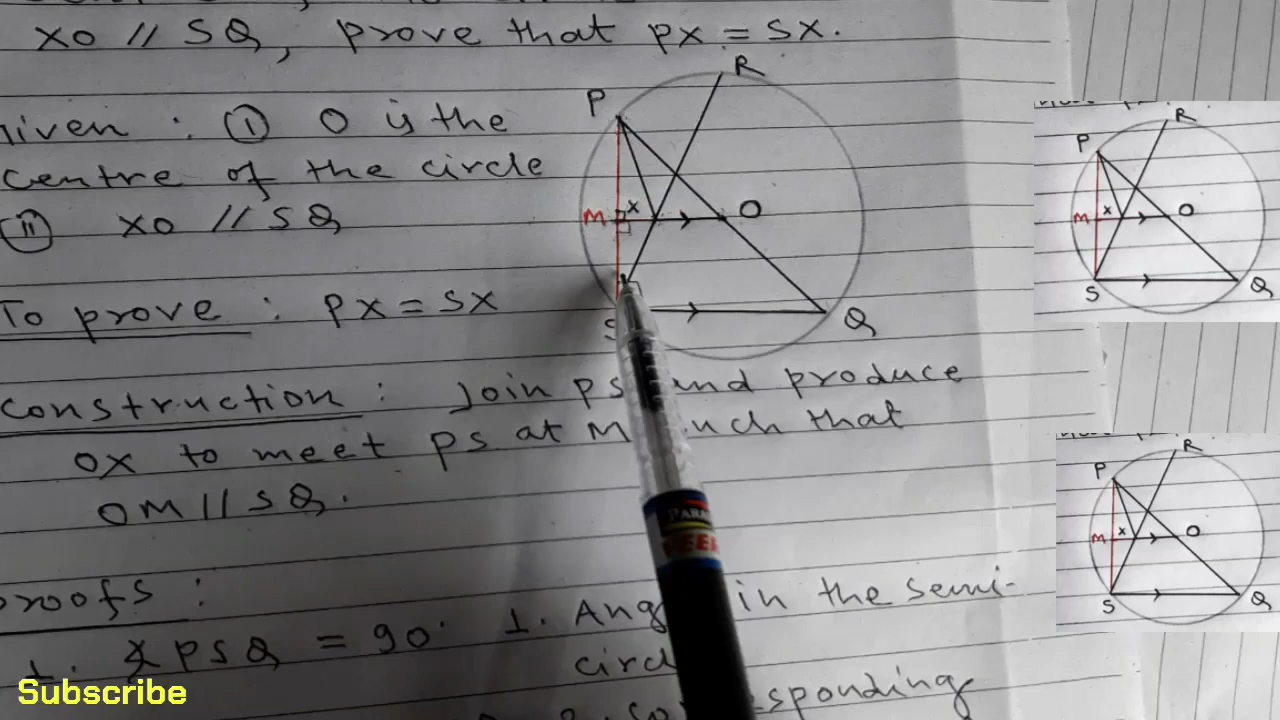 XO // SQ, prove that PX = SX.
Given : (i) O is the
centre of the circle
(ii) XO // SQ
To prove : PX = SX
Construction : Join PS and produce
OX to meet PS at M such that
OM // SQ.
proofs :
1. ∡PSQ = 90° 1. Angle in the semi-
circle
R
P
M
X
O
S
Q
R
P
M
X
O
S
Q
R
P
M
X
O
S
Q
Subscribe